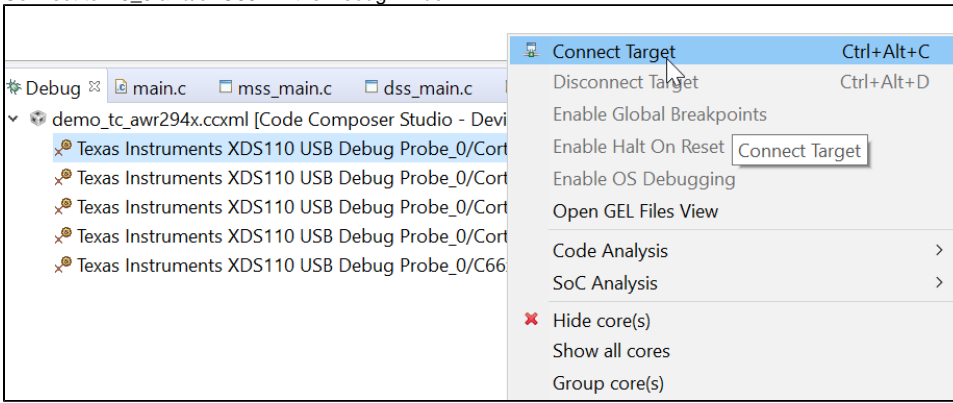 Connect Target Ctrl+Alt+C
Debug main.c mss_main.c dss_main.c
Disconnect Target Ctrl+Alt+D
demo_tc_awr294x.ccxml [Code Composer Studio - Devi
Enable Global Breakpoints
Texas Instruments XDS110 USB Debug Probe_0/Cort
Enable Halt On Reset
Connect Target
Texas Instruments XDS110 USB Debug Probe_0/Cort
Enable OS Debugging
Texas Instruments XDS110 USB Debug Probe_0/Cort
Open GEL Files View
Texas Instruments XDS110 USB Debug Probe_0/Cort
Code Analysis
Texas Instruments XDS110 USB Debug Probe_0/C66
SoC Analysis
Hide core(s)
Show all cores
Group core(s)